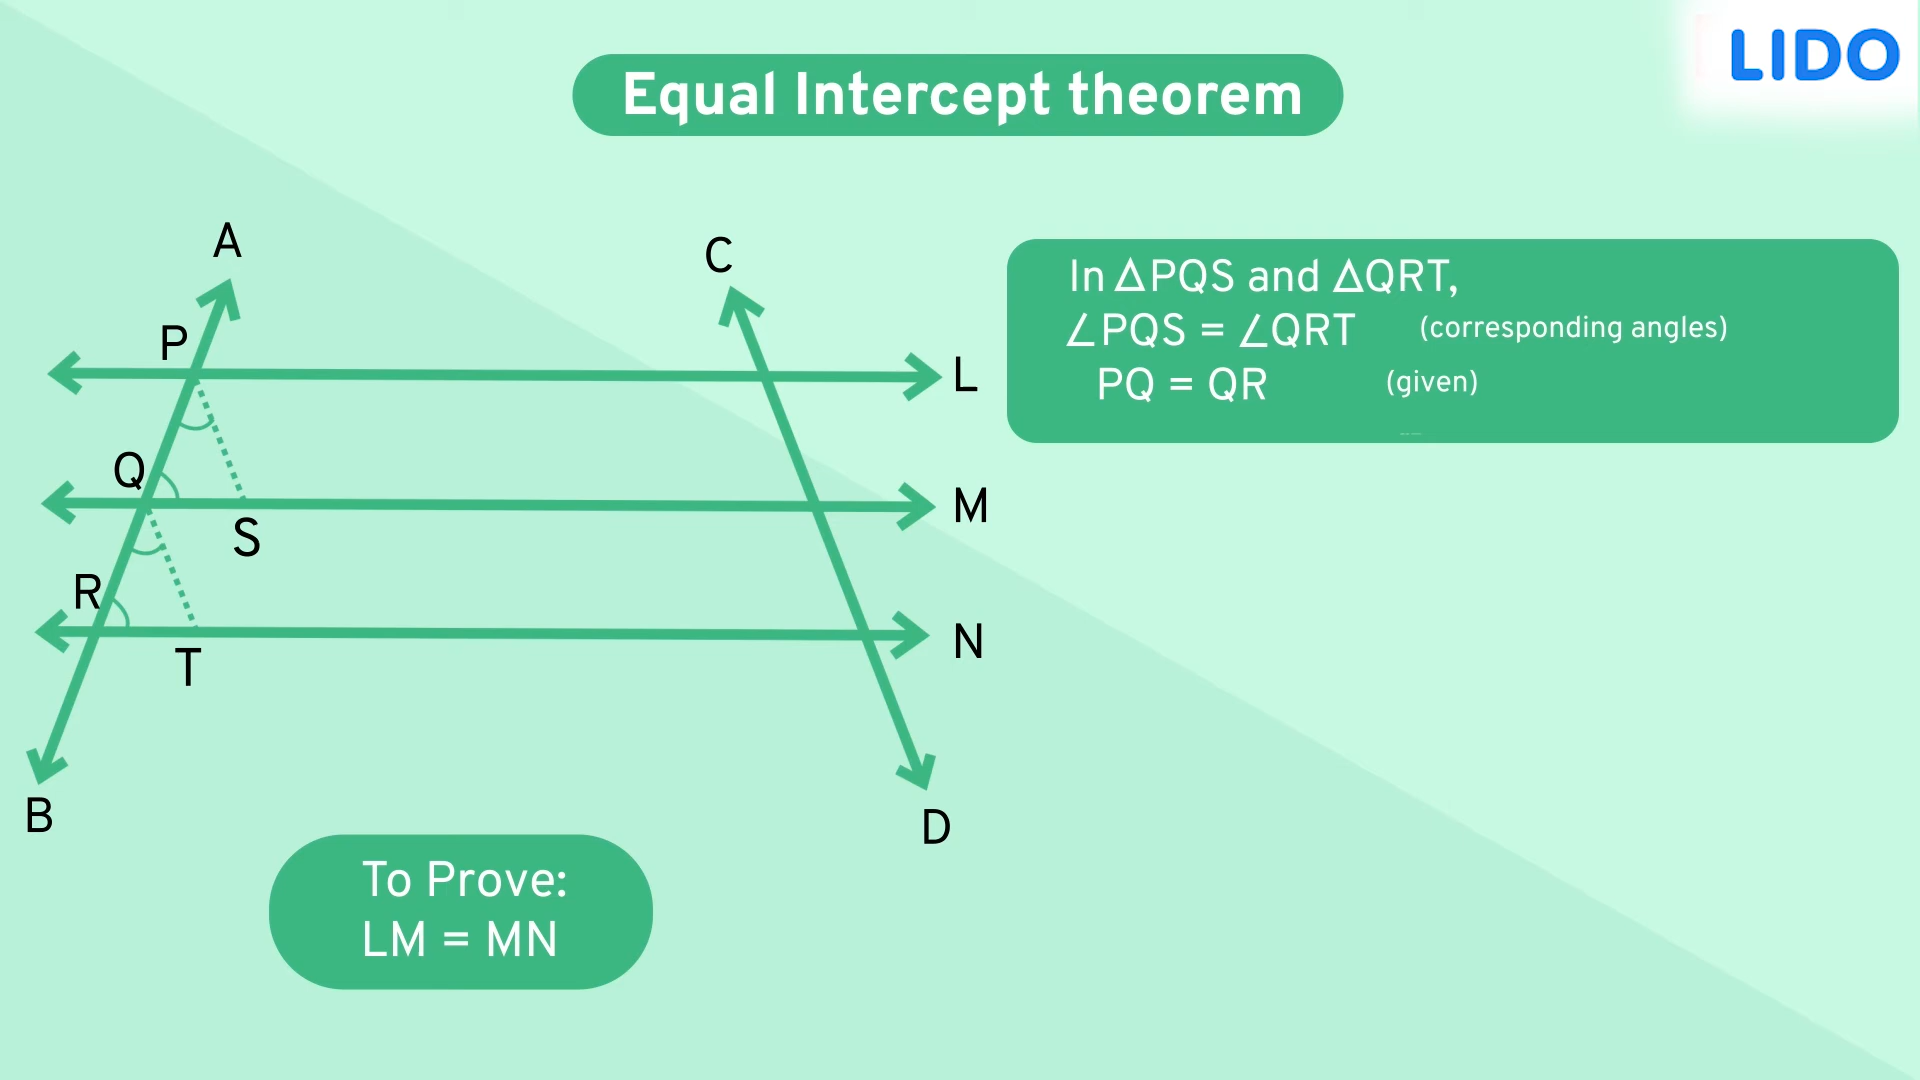 LIDO
Equal Intercept theorem
A
C
P
L
Q
M
S
R
N
T
B
D
In ΔPQS and ΔQRT,
∠PQS = ∠QRT (corresponding angles)
PQ = QR (given)
To Prove:
LM = MN